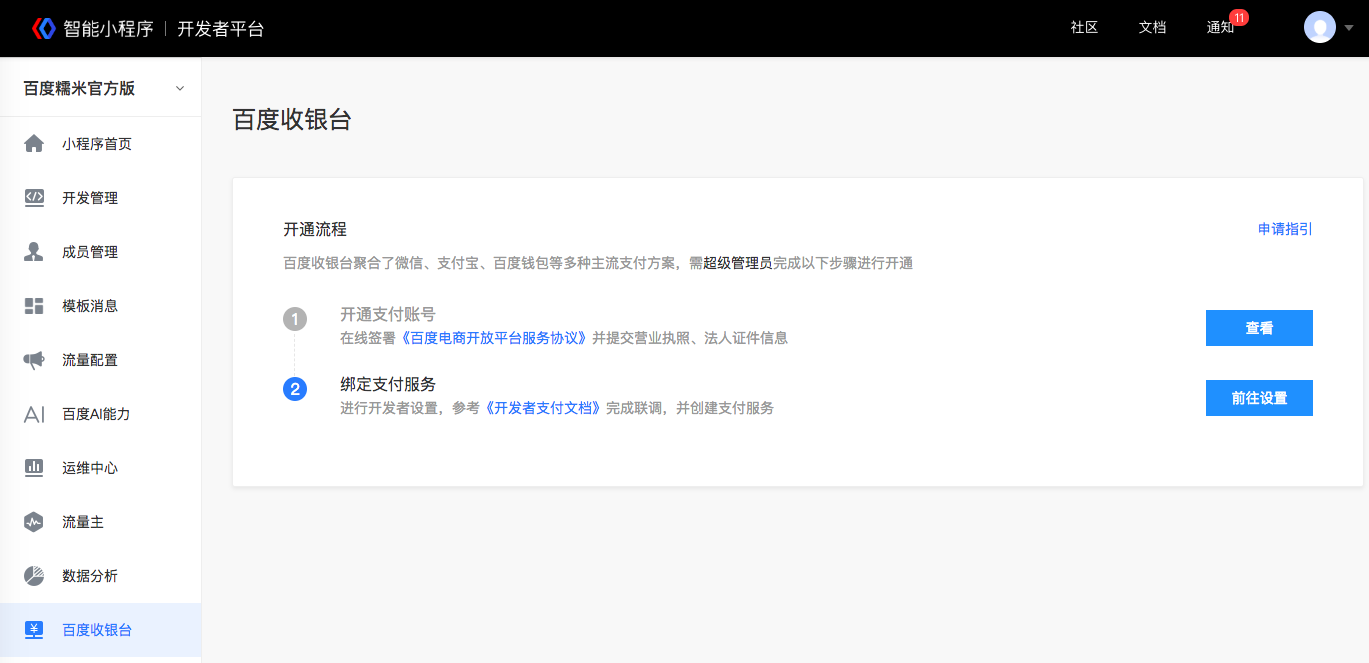 智能小程序 | 开发者平台
社区 文档 通知 11
百度糯米官方版
小程序首页
开发管理
成员管理
模板消息
流量配置
AI 百度AI能力
运维中心
流量主
数据分析
¥ 百度收银台
百度收银台
开通流程 申请指引
百度收银台聚合了微信、支付宝、百度钱包等多种主流支付方案，需超级管理员完成以下步骤进行开通
1 开通支付账号
在线签署《百度电商开放平台服务协议》并提交营业执照、法人证件信息
查看
2 绑定支付服务
进行开发者设置，参考《开发者支付文档》完成联调，并创建支付服务
前往设置